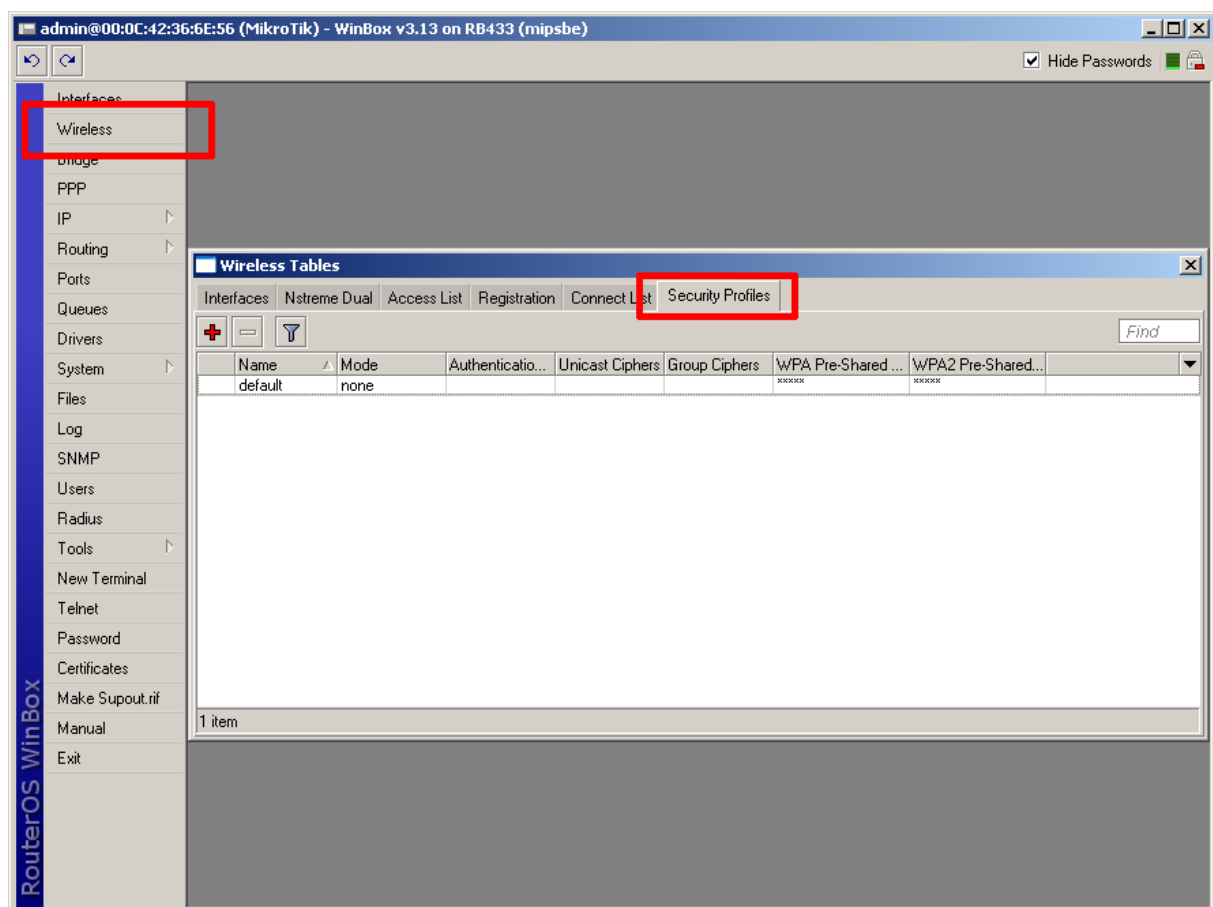 admin@00:0C:42:36:6E:56 (MikroTik) - WinBox v3.13 on RB433 (mipsbe)
Hide Passwords
Interfaces
Wireless
Bridge
PPP
IP
Routing
Ports
Queues
Drivers
System
Files
Log
SNMP
Users
Radius
Tools
New Terminal
Telnet
Password
Certificates
Make Supout.rif
Manual
Exit
RouterOS WinBox
Wireless Tables
Interfaces Nstreme Dual Access List Registration Connect List Security Profiles
Find
Name Mode Authenticatio... Unicast Ciphers Group Ciphers WPA Pre-Shared ... WPA2 Pre-Shared...
default none ***** *****
1 item